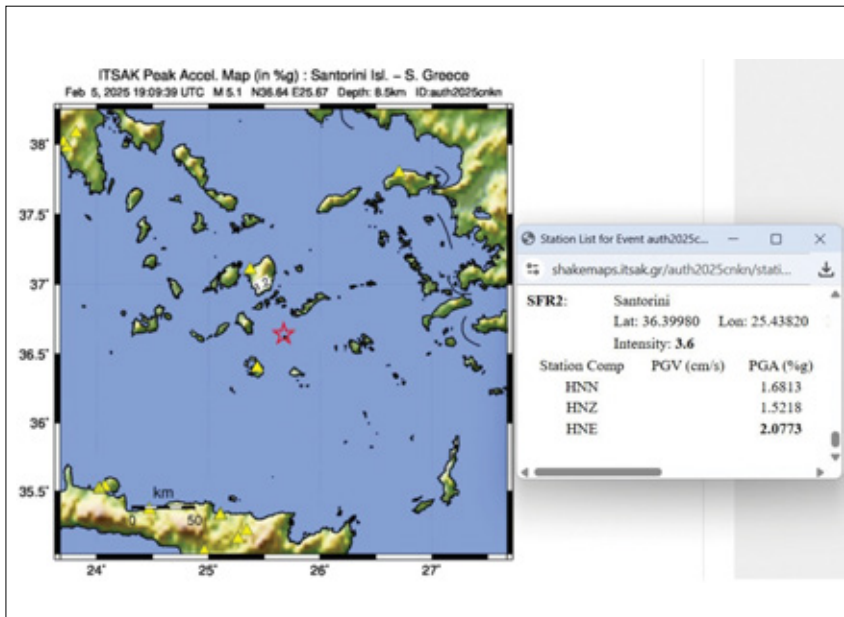 ITSAK Peak Accel. Map (in %g) : Santorini Isl. – S. Greece
Feb 5, 2025 19:09:39 UTC M 5.1 N36.64 E25.67 Depth: 8.5km ID:auth2025cnkn
38°
37.5°
37°
36.5°
36°
35.5°
km
0 50
24° 25° 26° 27°
Station List for Event auth2025c...
shakemaps.itsak.gr/auth2025cnkn/stati...
SFR2: Santorini
Lat: 36.39980 Lon: 25.43820
Intensity: 3.6
Station Comp PGV (cm/s) PGA (%g)
HNN 1.6813
HNZ 1.5218
HNE 2.0773